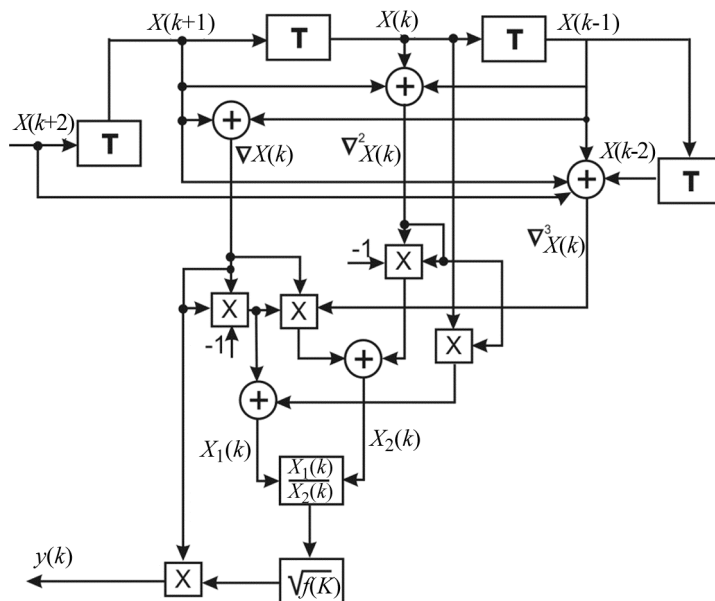 X(k+1)
X(k)
X(k-1)
T
T
X(k+2)
T
+
+
∇X(k)
∇²X(k)
X(k-2)
+
T
∇³X(k)
-1
X
X
X
X
-1
+
+
X₁(k)
X₂(k)
X₁(k)
X₂(k)
y(k)
X
√f(K)